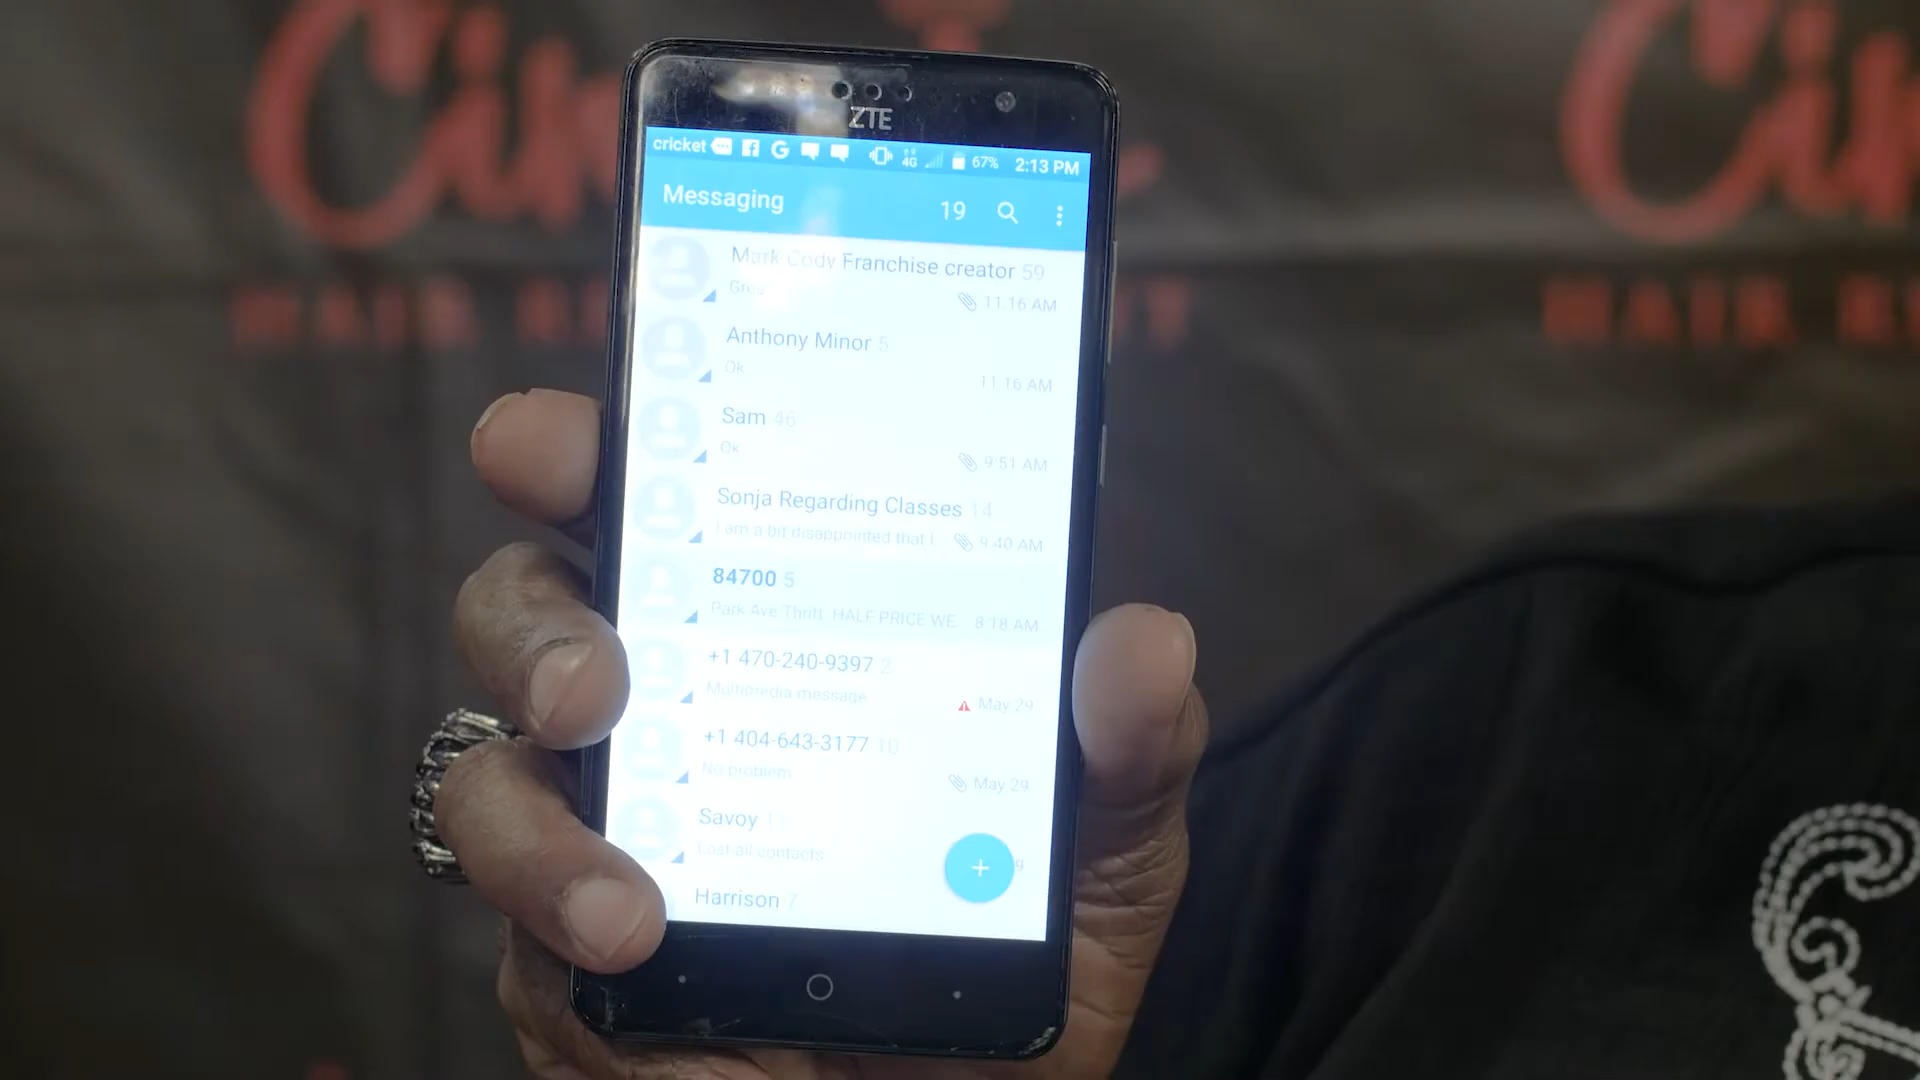 ZTE
cricket 4G 67% 2:13 PM
Messaging 19
Mark Cody Franchise creator 59
11:16 AM
Anthony Minor 5
Ok
11:16 AM
Sam 46
Ok
9:51 AM
Sonja Regarding Classes 14
I am a bit disappointed that I... 9:40 AM
84700 5
Park Ave Thrift: HALF PRICE WE... 8:18 AM
+1 470-240-9397 2
Multimedia message
May 29
+1 404-643-3177 10
No problem
May 29
Savoy
Lost all contacts
Harrison 7
HAIR
HAIR